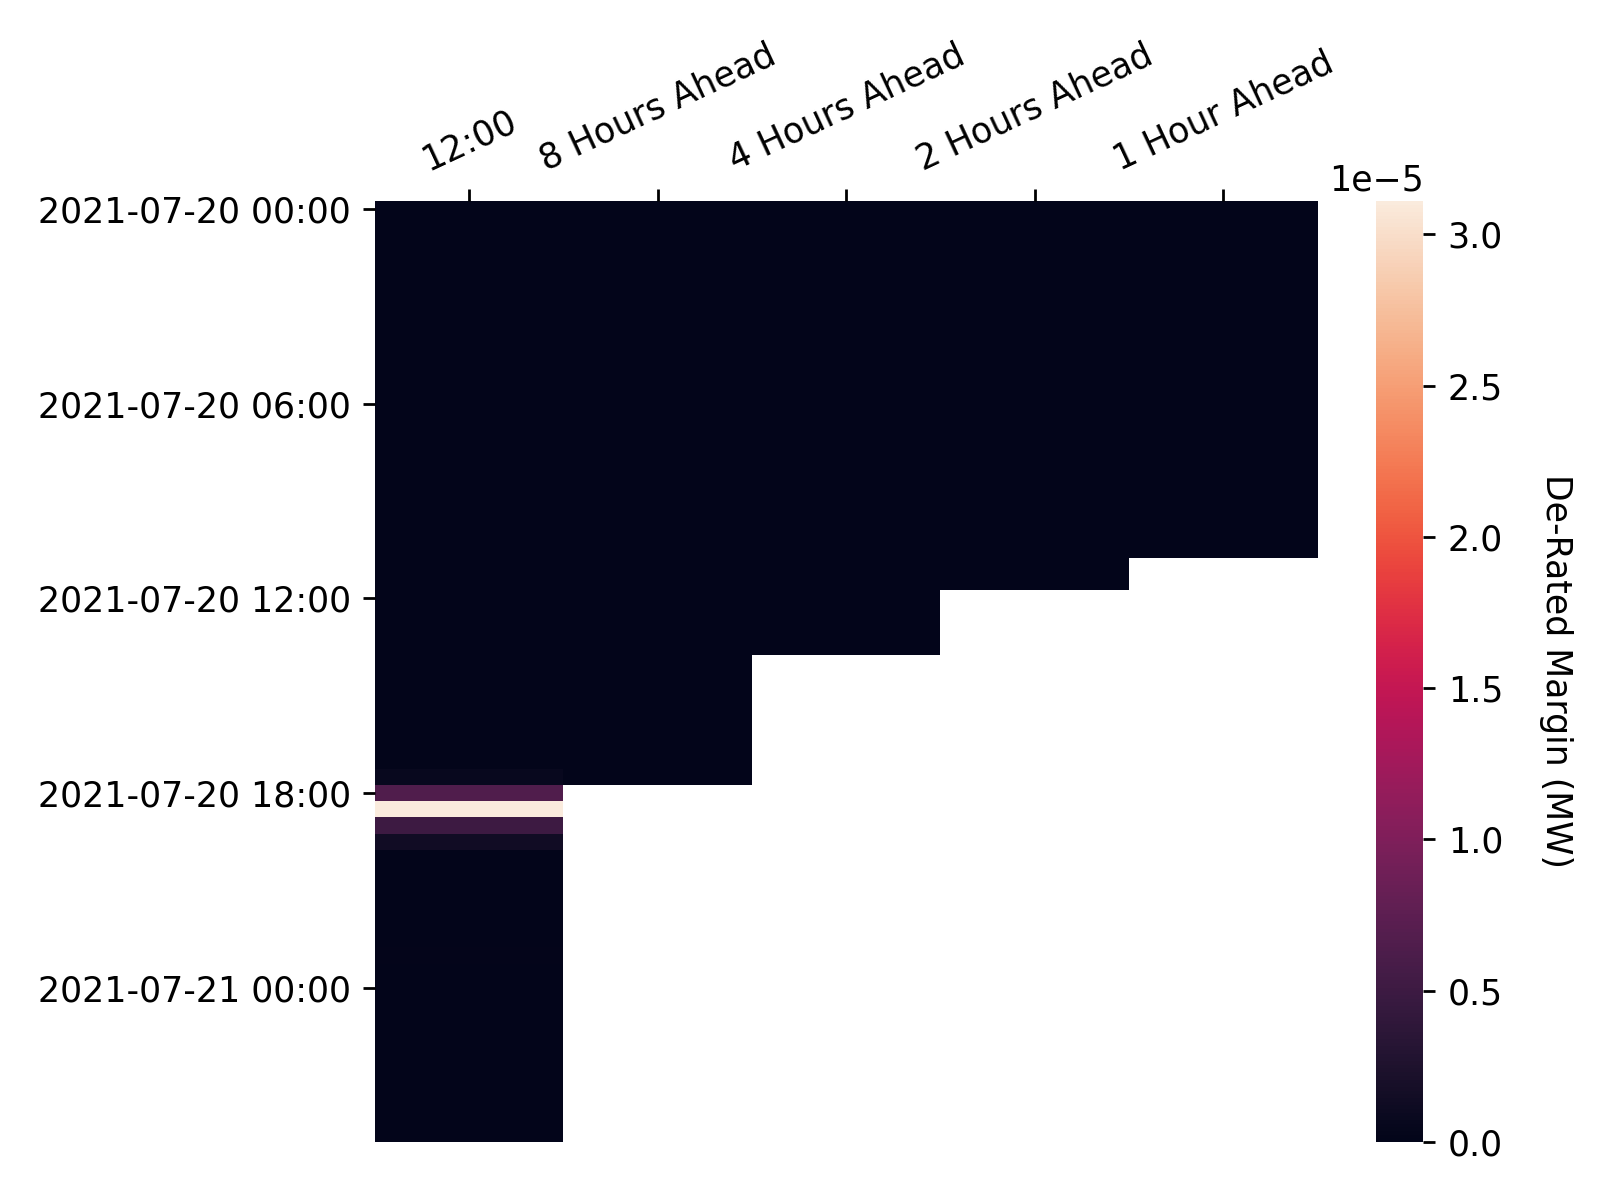 12:00
8 Hours Ahead
4 Hours Ahead
2 Hours Ahead
1 Hour Ahead
1e−5
2021-07-20 00:00
2021-07-20 06:00
2021-07-20 12:00
2021-07-20 18:00
2021-07-21 00:00
3.0
2.5
2.0
1.5
1.0
0.5
0.0
De-Rated Margin (MW)